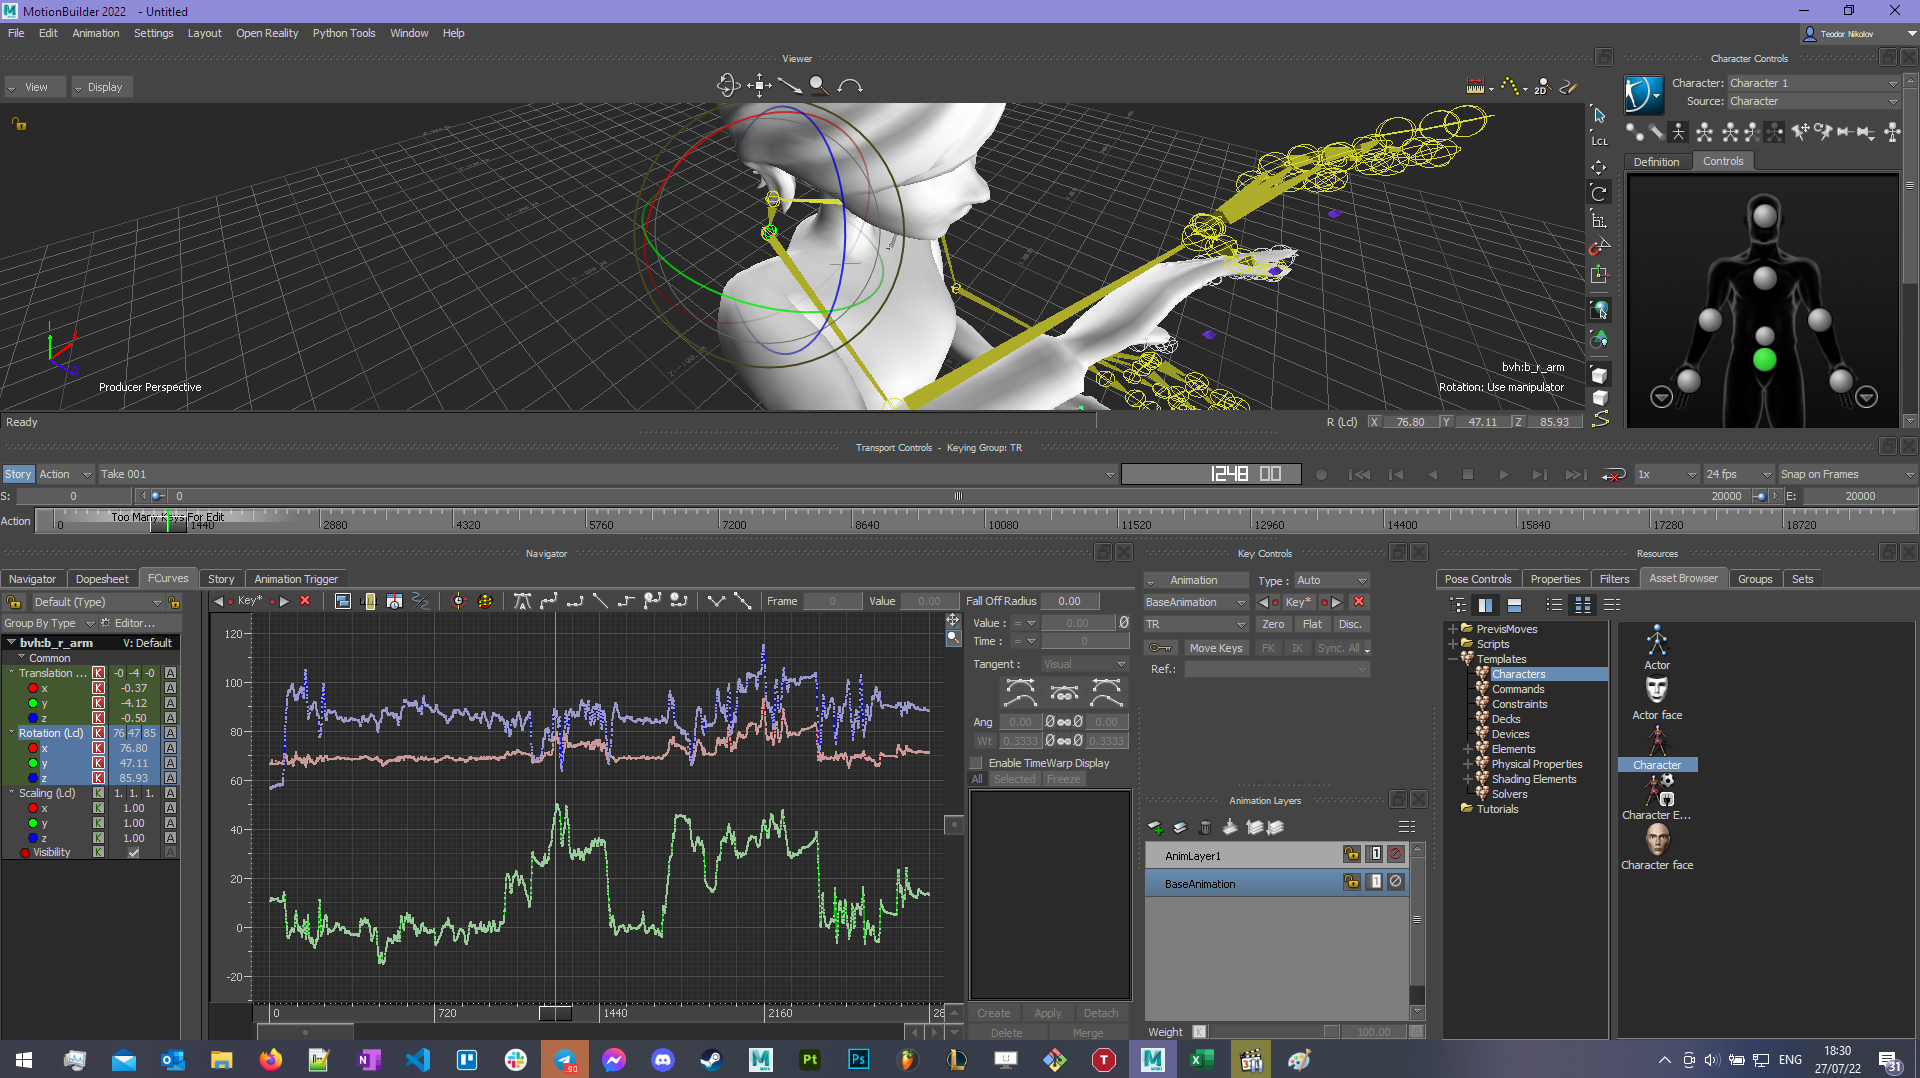 MotionBuilder 2022 - Untitled
File Edit Animation Settings Layout Open Reality Python Tools Window Help
Teodor Nikolov
Viewer
View Display
2D
Producer Perspective
bvh:b_r_arm
Rotation: Use manipulator
LCL
Character Controls
Character: Character 1
Source: Character
Definition Controls
Ready
R (Lcl) X 76.80 Y 47.11 Z 85.93
Transport Controls - Keying Group: TR
Story Action Take 001 1248 00 1x 24 fps Snap on Frames
S: 0 0 20000 E: 20000
Action 0 Too Many Keys For Edit 1440 2880 4320 5760 7200 8640 10080 11520 12960 14400 15840 17280 18720
Navigator
Navigator Dopesheet FCurves Story Animation Trigger
Default (Type)
Group By Type Editor...
bvh:b_r_arm V: Default
Common
Translation ... K -0 -4 -0 A
x K -0.37 A
y K -4.12 A
z K -0.50 A
Rotation (Lcl) K 76 47 85 A
x K 76.80 A
y K 47.11 A
z K 85.93 A
Scaling (Lcl) K 1. 1. 1. A
x K 1.00 A
y K 1.00 A
z K 1.00 A
Visibility K A
Key* Frame 0 Value 0.00 Fall Off Radius 0.00
120
100
80
60
40
20
0
-20
0 720 1440 2160 28
Value : = 0.00
Time : = 0
Tangent : Visual
Ang 0.00 0.00
Wt 0.3333 0.3333
Enable TimeWarp Display
All Selected Freeze
Create Apply Detach
Delete Merge
Key Controls
Animation Type : Auto
BaseAnimation Key*
TR Zero Flat Disc.
Move Keys FK IK Sync. All
Ref.:
Animation Layers
AnimLayer1 1
BaseAnimation 1
Weight K 100.00 A
Resources
Pose Controls Properties Filters Asset Browser Groups Sets
PrevisMoves
Scripts
Templates
Characters
Commands
Constraints
Decks
Devices
Elements
Physical Properties
Shading Elements
Solvers
Tutorials
Actor
Actor face
Character
Character E...
Character face
.90
Pt
Ps
ENG
18:30
27/07/22
31